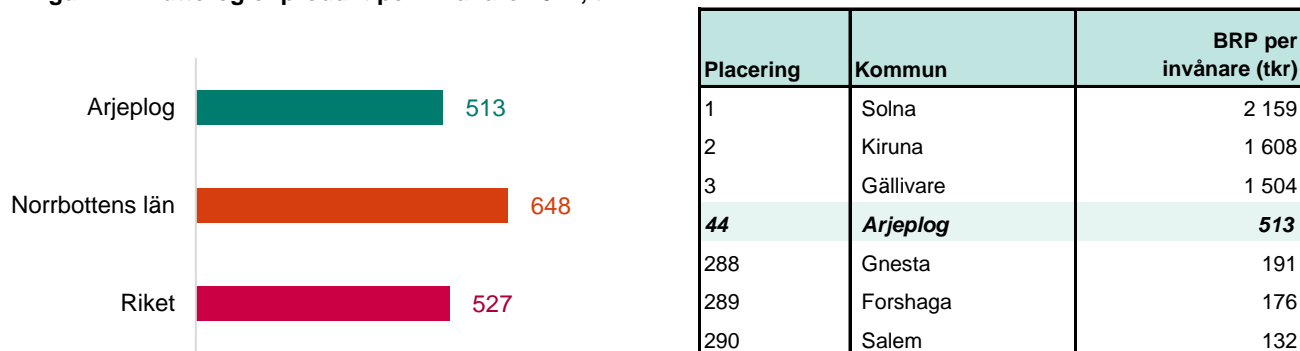 Arjeplog 513
Norrbottens län 648
Riket 527
Placering Kommun BRP per invånare (tkr)
1 Solna 2 159
2 Kiruna 1 608
3 Gällivare 1 504
44 Arjeplog 513
288 Gnesta 191
289 Forshaga 176
290 Salem 132